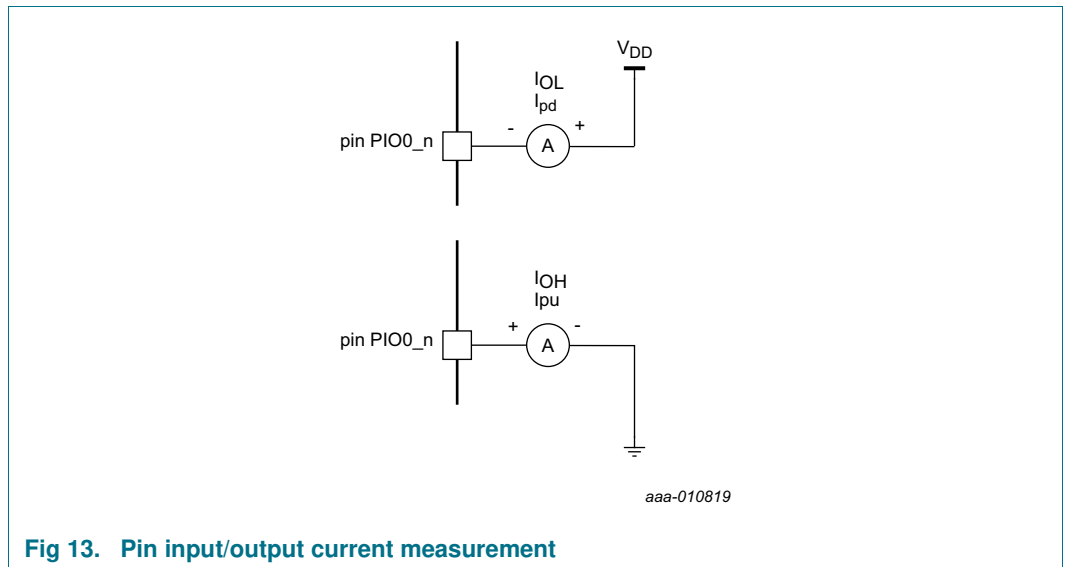 VDD
IOL
Ipd
- +
pin PIO0_n A
IOH
Ipu
+ -
pin PIO0_n A
aaa-010819
Fig 13. Pin input/output current measurement